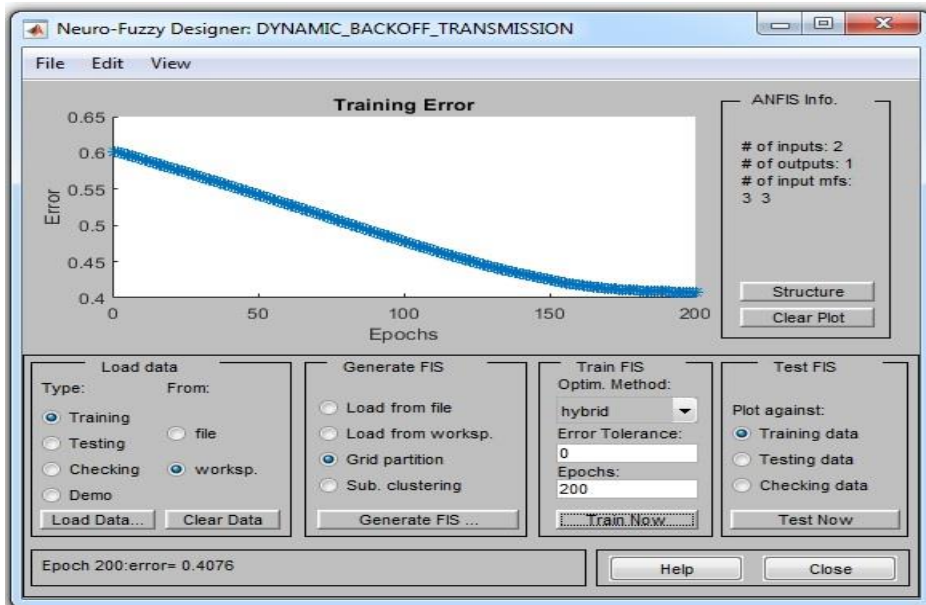 Neuro-Fuzzy Designer: DYNAMIC_BACKOFF_TRANSMISSION
File Edit View
Training Error
0.65
0.6
0.55
0.5
0.45
0.4
Error
0 50 100 150 200
Epochs
ANFIS Info.
# of inputs: 2
# of outputs: 1
# of input mfs:
3 3
Structure
Clear Plot
Load data
Type: From:
Training
Testing
Checking
Demo
file
worksp.
Load Data... Clear Data
Generate FIS
Load from file
Load from worksp.
Grid partition
Sub. clustering
Generate FIS ...
Train FIS
Optim. Method:
hybrid
Error Tolerance:
0
Epochs:
200
Train Now
Test FIS
Plot against:
Training data
Testing data
Checking data
Test Now
Epoch 200:error= 0.4076
Help Close